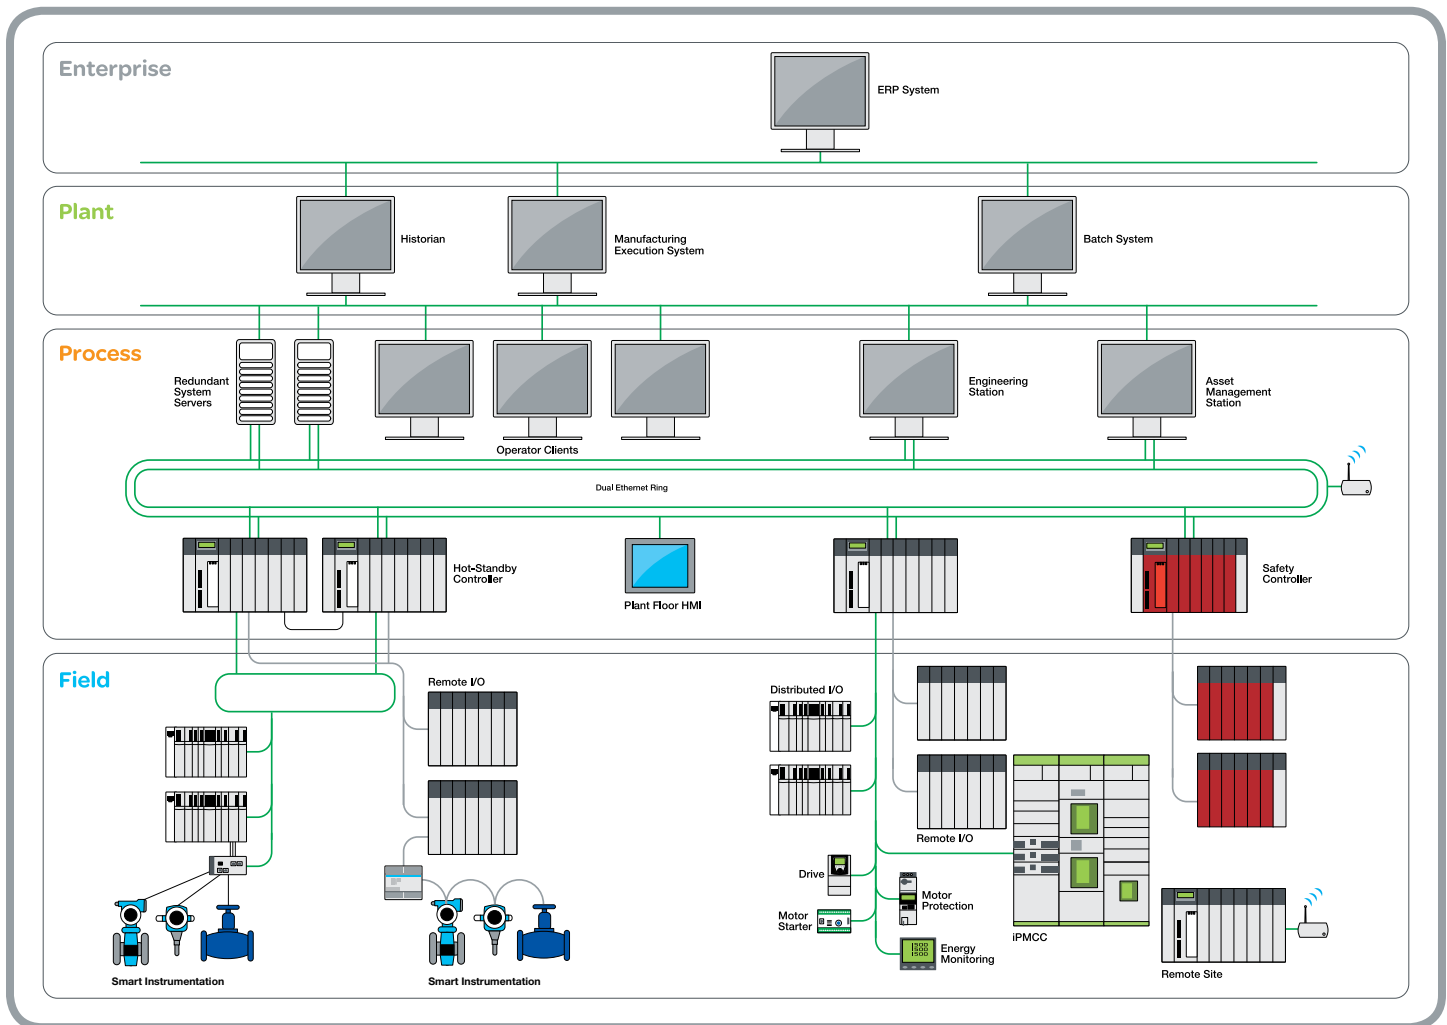 Enterprise
ERP System
Plant
Historian
Manufacturing
Execution System
Batch System
Process
Redundant
System
Servers
Operator Clients
Engineering
Station
Asset
Management
Station
Dual Ethernet Ring
Hot-Standby
Controller
Plant Floor HMI
Safety
Controller
Field
Remote I/O
Distributed I/O
Remote I/O
Drive
Motor
Protection
Motor
Starter
iPMCC
Energy
Monitoring
Remote Site
Smart Instrumentation
Smart Instrumentation